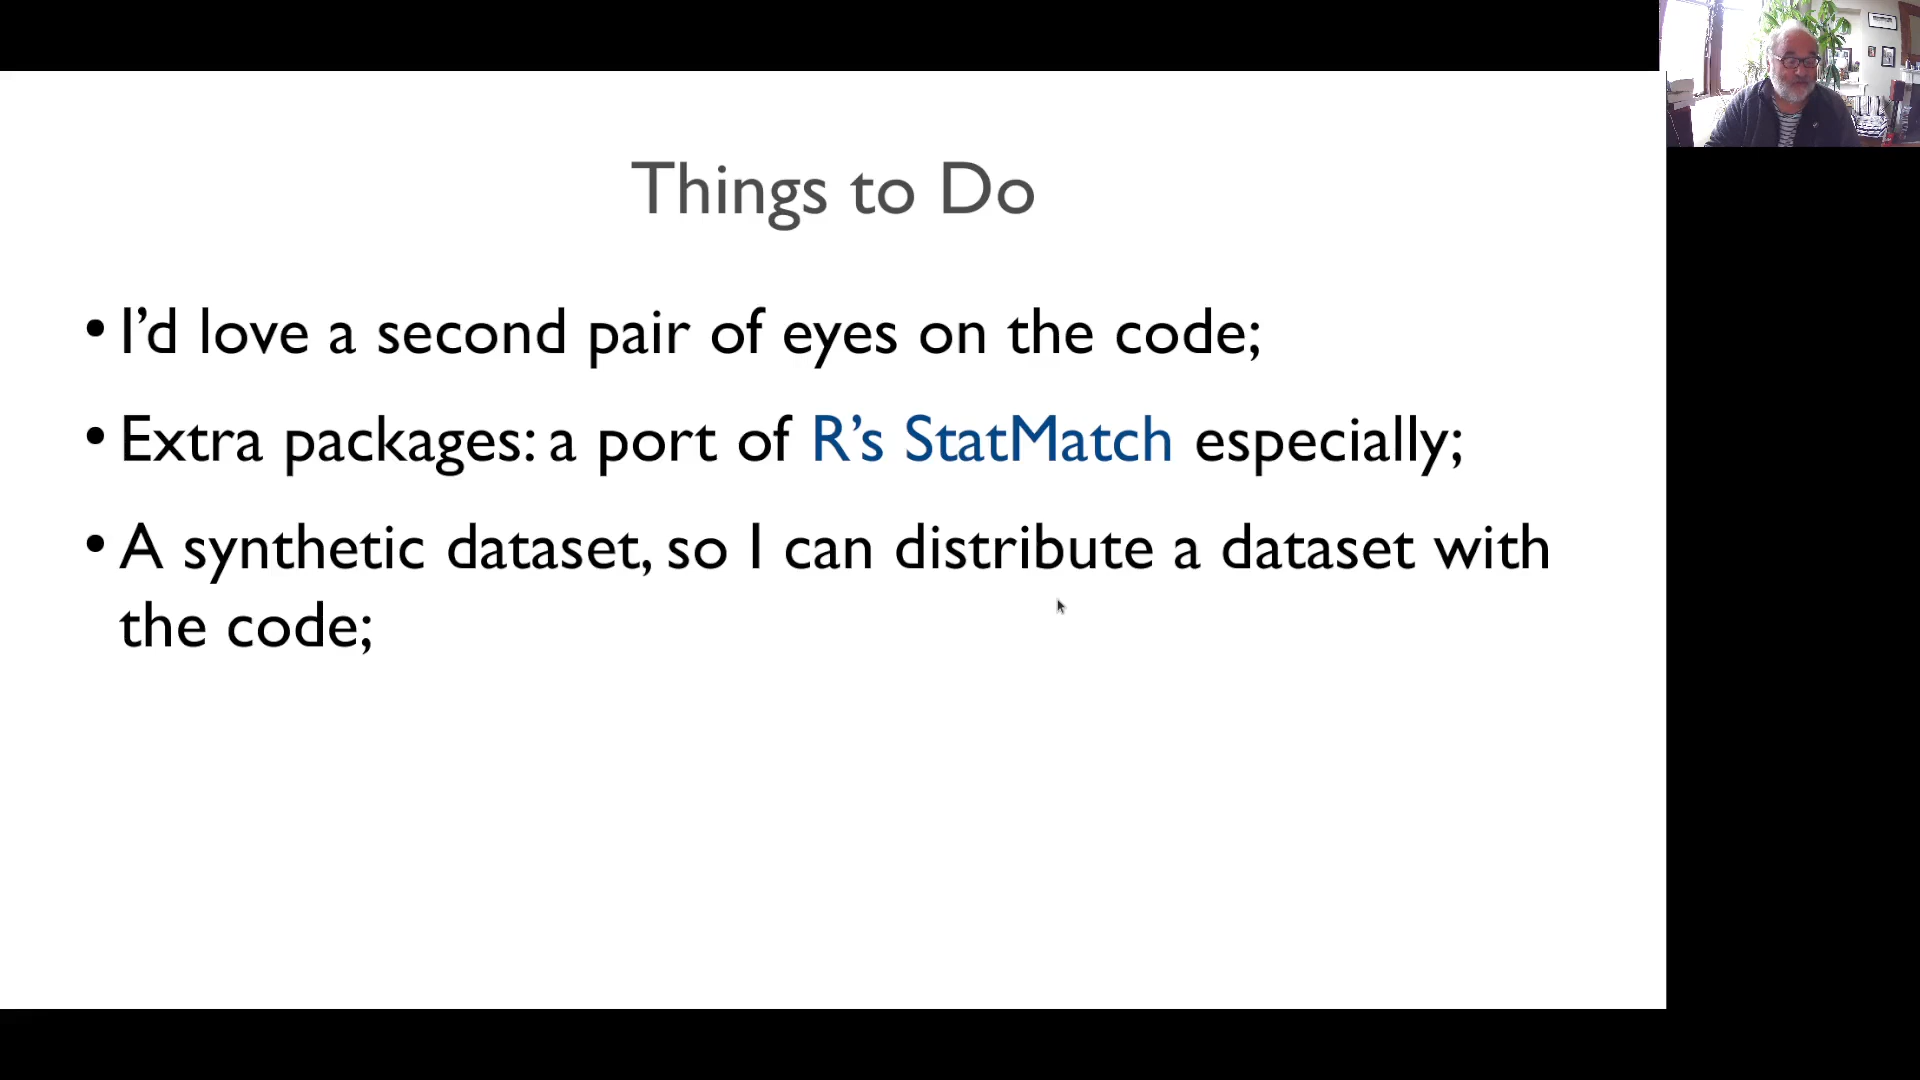 Things to Do
• I’d love a second pair of eyes on the code;
• Extra packages: a port of R’s StatMatch especially;
• A synthetic dataset, so I can distribute a dataset with
the code;